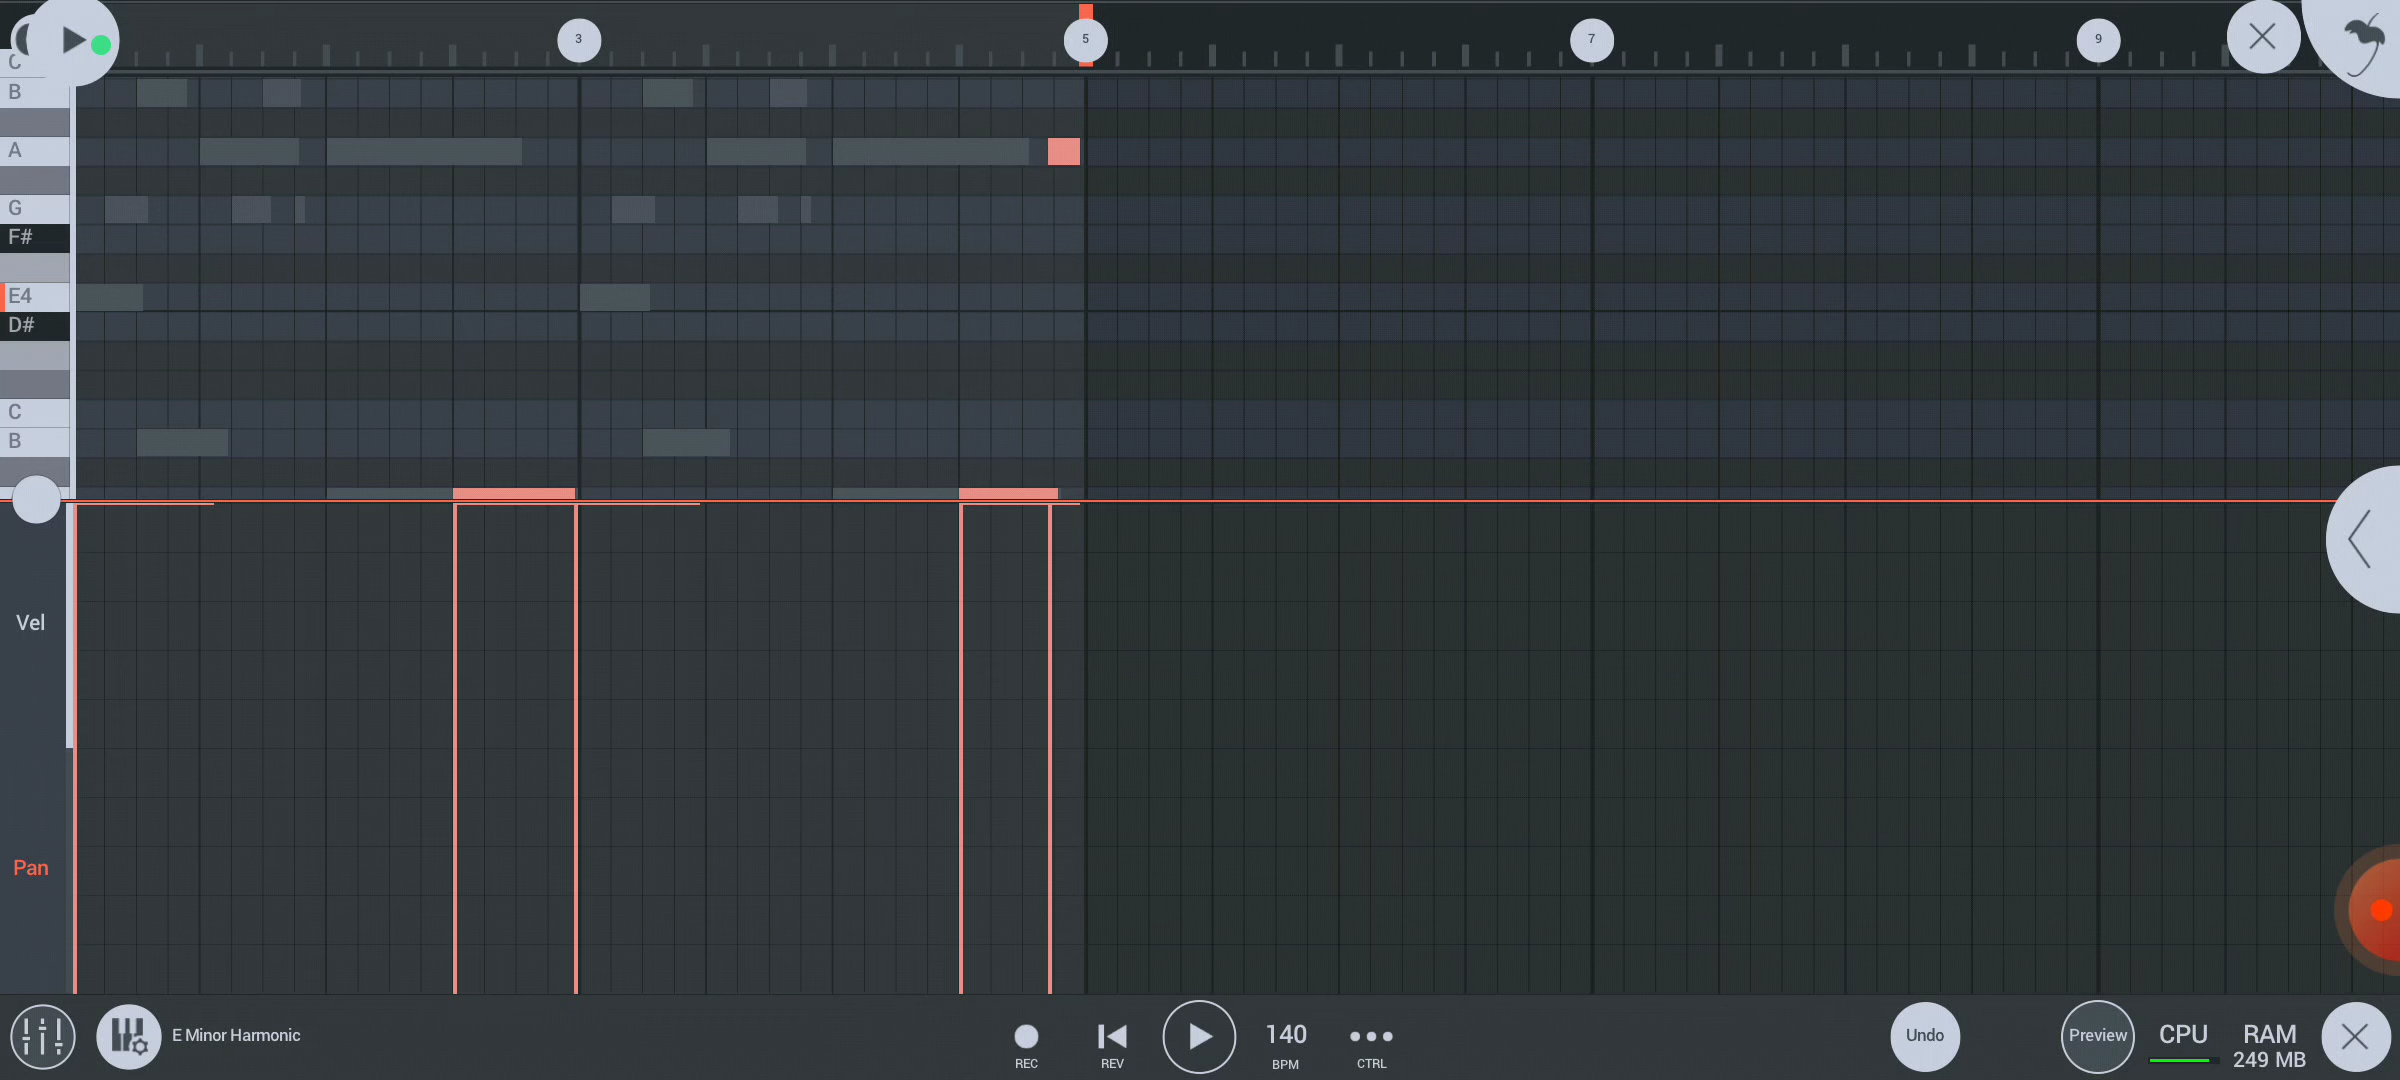 3
5
7
9
C
B
A
G
F#
E4
D#
C
B
Vel
Pan
E Minor Harmonic
REC
REV
140
BPM
CTRL
Undo
Preview
CPU
RAM
249 MB